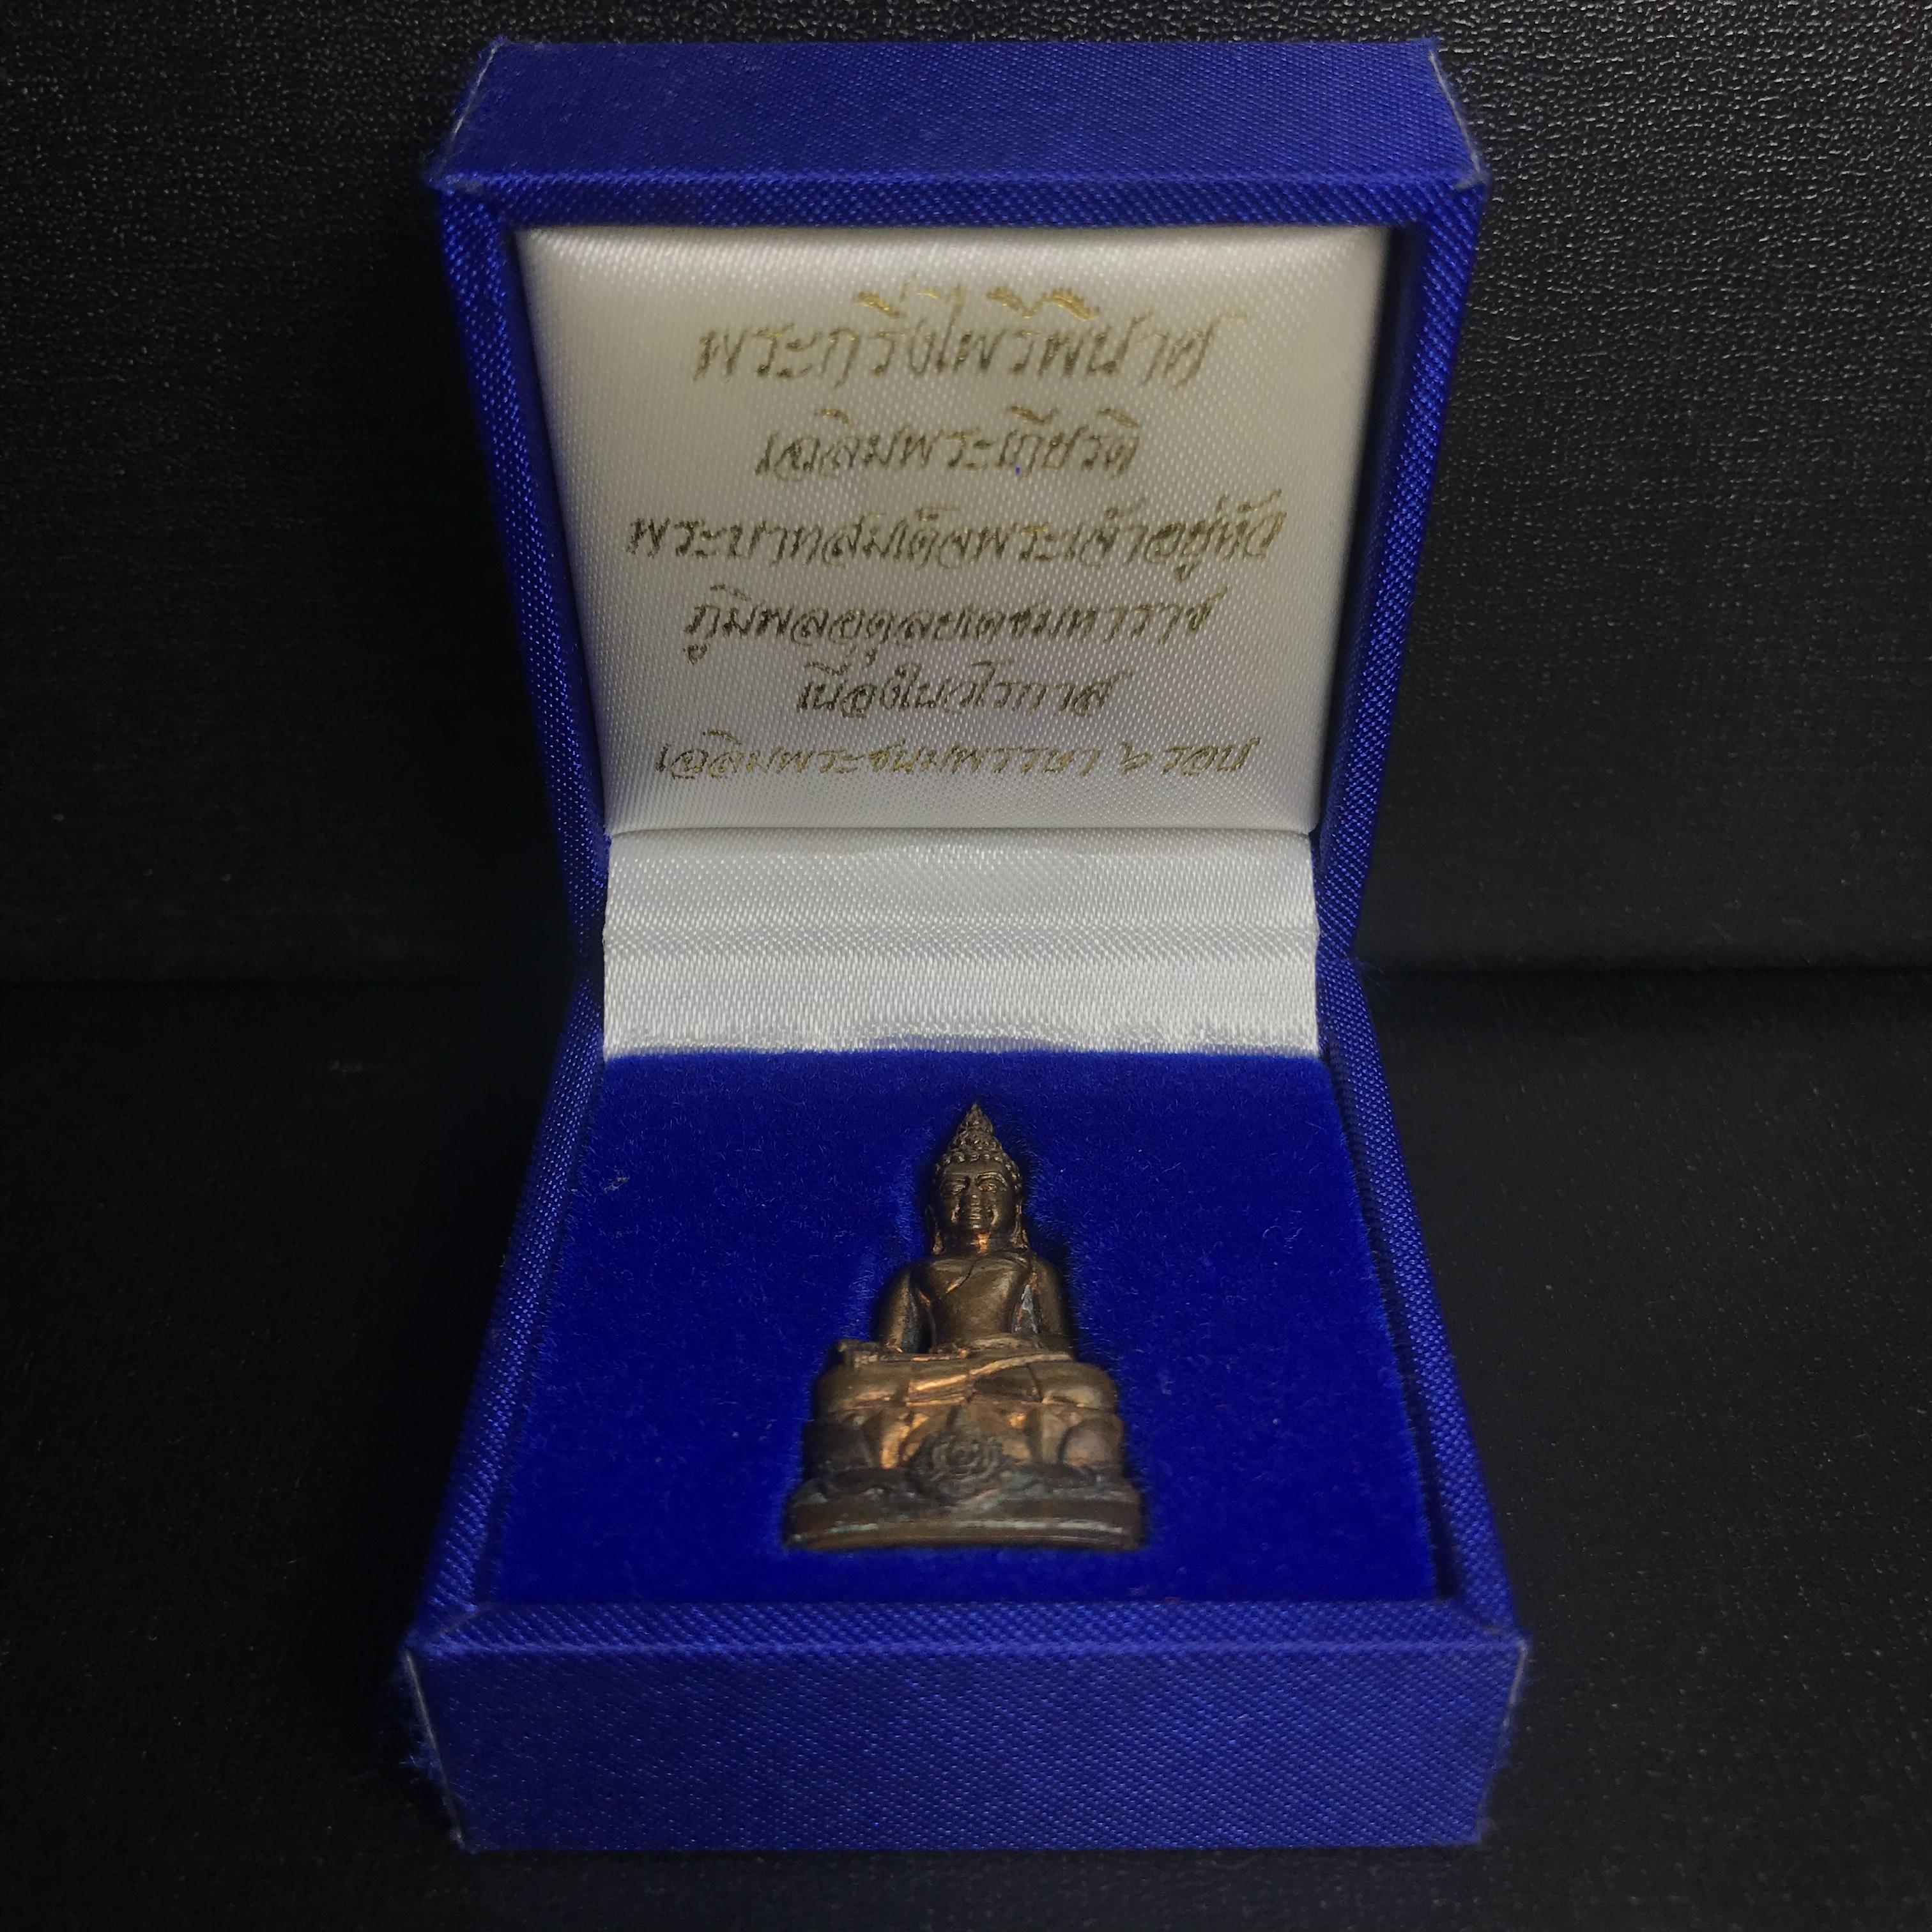 พระกริ่งไพรีพินาศ
เฉลิมพระเกียรติ
พระบาทสมเด็จพระเจ้าอยู่หัว
ภูมิพลอดุลยเดชมหาราช
เนื่องในวโรกาส
เฉลิมพระชนมพรรษา ๖ รอบ